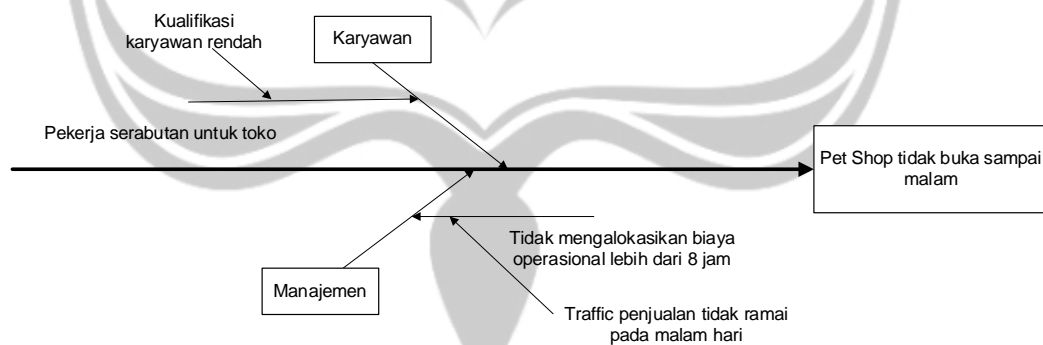 Kualifikasi
karyawan rendah
Karyawan
Pekerja serabutan untuk toko
Pet Shop tidak buka sampai
malam
Tidak mengalokasikan biaya
operasional lebih dari 8 jam
Manajemen
Traffic penjualan tidak ramai
pada malam hari